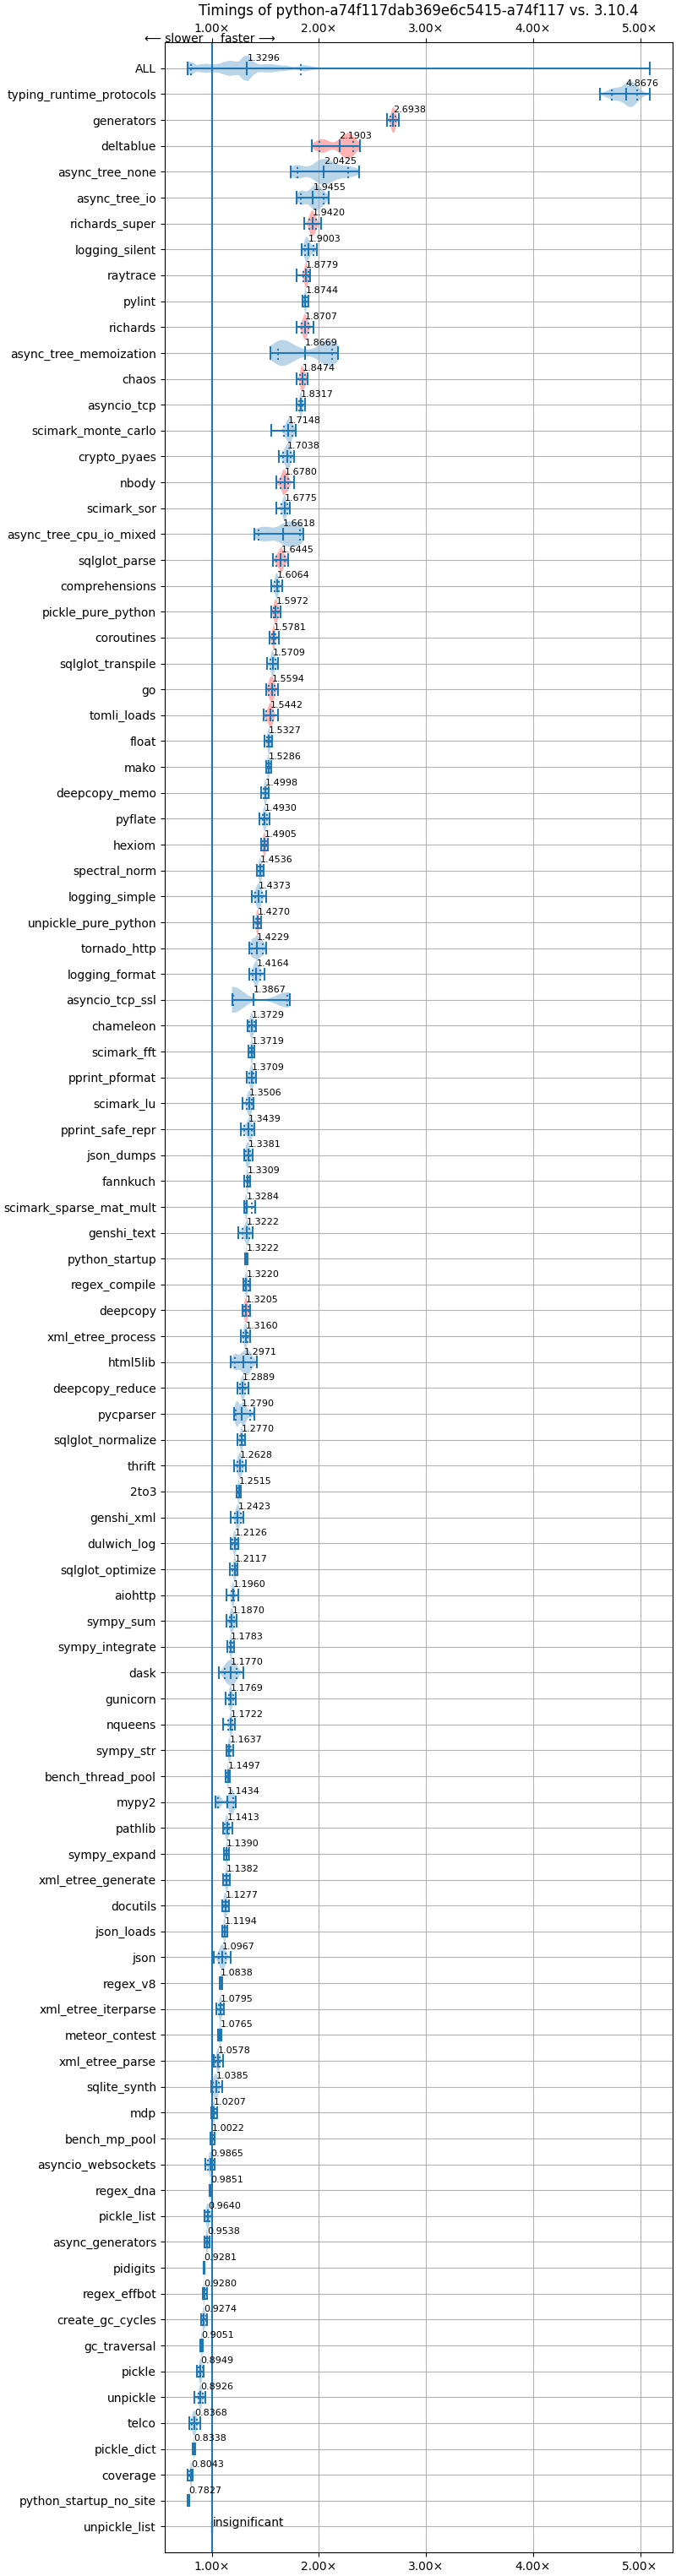 Timings of python-a74f117dab369e6c5415-a74f117 vs. 3.10.4
1.00× 2.00× 3.00× 4.00× 5.00×
⟵ slower faster ⟶
ALL 1.3296
typing_runtime_protocols 4.8676
generators 2.6938
deltablue 2.1903
async_tree_none 2.0425
async_tree_io 1.9455
richards_super 1.9420
logging_silent 1.9003
raytrace 1.8779
pylint 1.8744
richards 1.8707
async_tree_memoization 1.8669
chaos 1.8474
asyncio_tcp 1.8317
scimark_monte_carlo 1.7148
crypto_pyaes 1.7038
nbody 1.6780
scimark_sor 1.6775
async_tree_cpu_io_mixed 1.6618
sqlglot_parse 1.6445
comprehensions 1.6064
pickle_pure_python 1.5972
coroutines 1.5781
sqlglot_transpile 1.5709
go 1.5594
tomli_loads 1.5442
float 1.5327
mako 1.5286
deepcopy_memo 1.4998
pyflate 1.4930
hexiom 1.4905
spectral_norm 1.4536
logging_simple 1.4373
unpickle_pure_python 1.4270
tornado_http 1.4229
logging_format 1.4164
asyncio_tcp_ssl 1.3867
chameleon 1.3729
scimark_fft 1.3719
pprint_pformat 1.3709
scimark_lu 1.3506
pprint_safe_repr 1.3439
json_dumps 1.3381
fannkuch 1.3309
scimark_sparse_mat_mult 1.3284
genshi_text 1.3222
python_startup 1.3222
regex_compile 1.3220
deepcopy 1.3205
xml_etree_process 1.3160
html5lib 1.2971
deepcopy_reduce 1.2889
pycparser 1.2790
sqlglot_normalize 1.2770
thrift 1.2628
2to3 1.2515
genshi_xml 1.2423
dulwich_log 1.2126
sqlglot_optimize 1.2117
aiohttp 1.1960
sympy_sum 1.1870
sympy_integrate 1.1783
dask 1.1770
gunicorn 1.1769
nqueens 1.1722
sympy_str 1.1637
bench_thread_pool 1.1497
mypy2 1.1434
pathlib 1.1413
sympy_expand 1.1390
xml_etree_generate 1.1382
docutils 1.1277
json_loads 1.1194
json 1.0967
regex_v8 1.0838
xml_etree_iterparse 1.0795
meteor_contest 1.0765
xml_etree_parse 1.0578
sqlite_synth 1.0385
mdp 1.0207
bench_mp_pool 1.0022
asyncio_websockets 0.9865
regex_dna 0.9851
pickle_list 0.9640
async_generators 0.9538
pidigits 0.9281
regex_effbot 0.9280
create_gc_cycles 0.9274
gc_traversal 0.9051
pickle 0.8949
unpickle 0.8926
telco 0.8368
pickle_dict 0.8338
coverage 0.8043
python_startup_no_site 0.7827
unpickle_list insignificant
1.00× 2.00× 3.00× 4.00× 5.00×